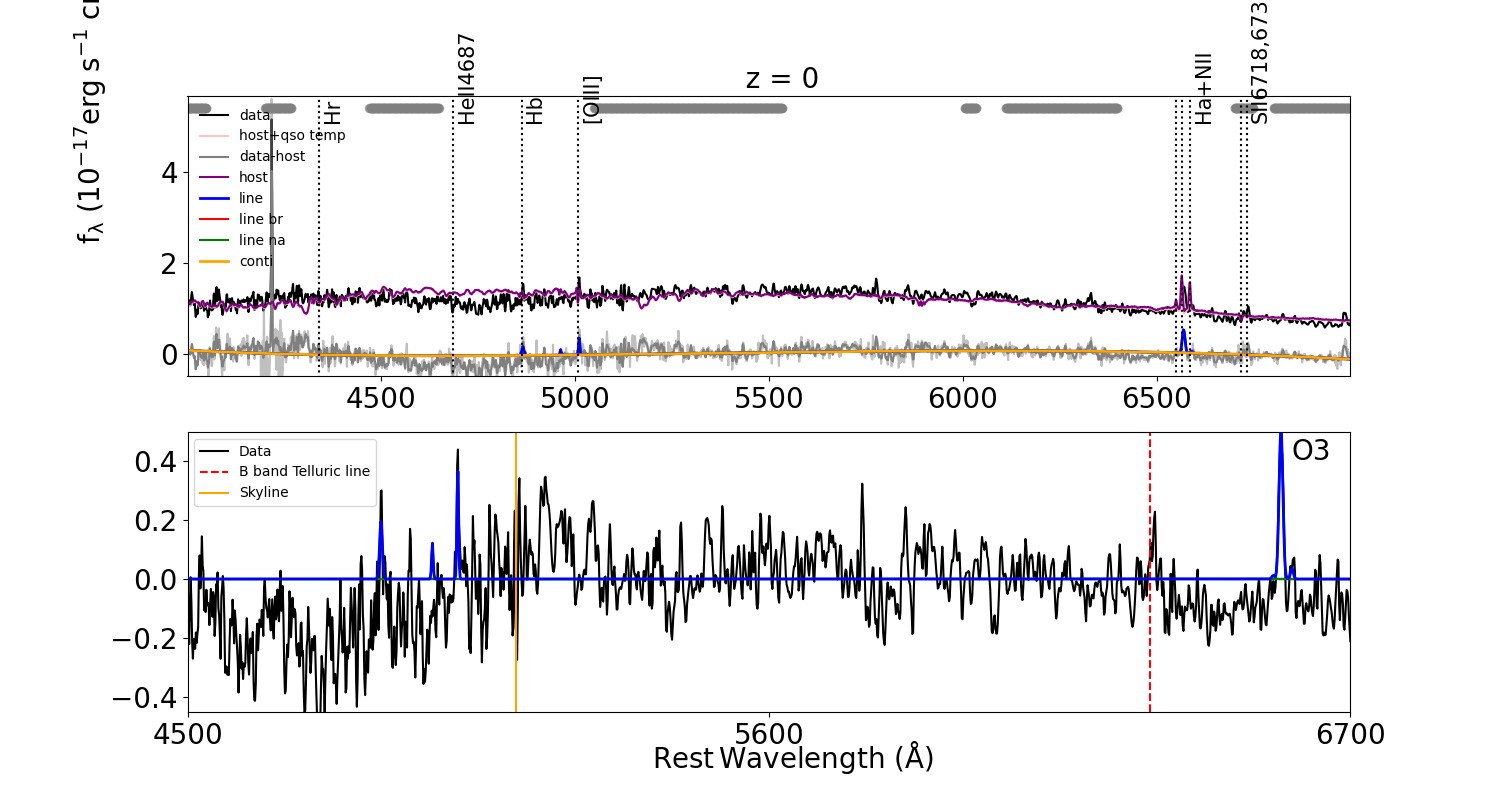 z = 0
f_λ (10^−17 erg s^−1 c
Hr
HeII4687
Hb
[OIII]
Ha+NII
SII6718,673
data
host+qso temp
data-host
host
line
line br
line na
conti
4
2
0
4500 5000 5500 6000 6500
Data
B band Telluric line
Skyline
O3
0.4
0.2
0.0
−0.2
−0.4
4500 5600 6700
Rest Wavelength (Å)